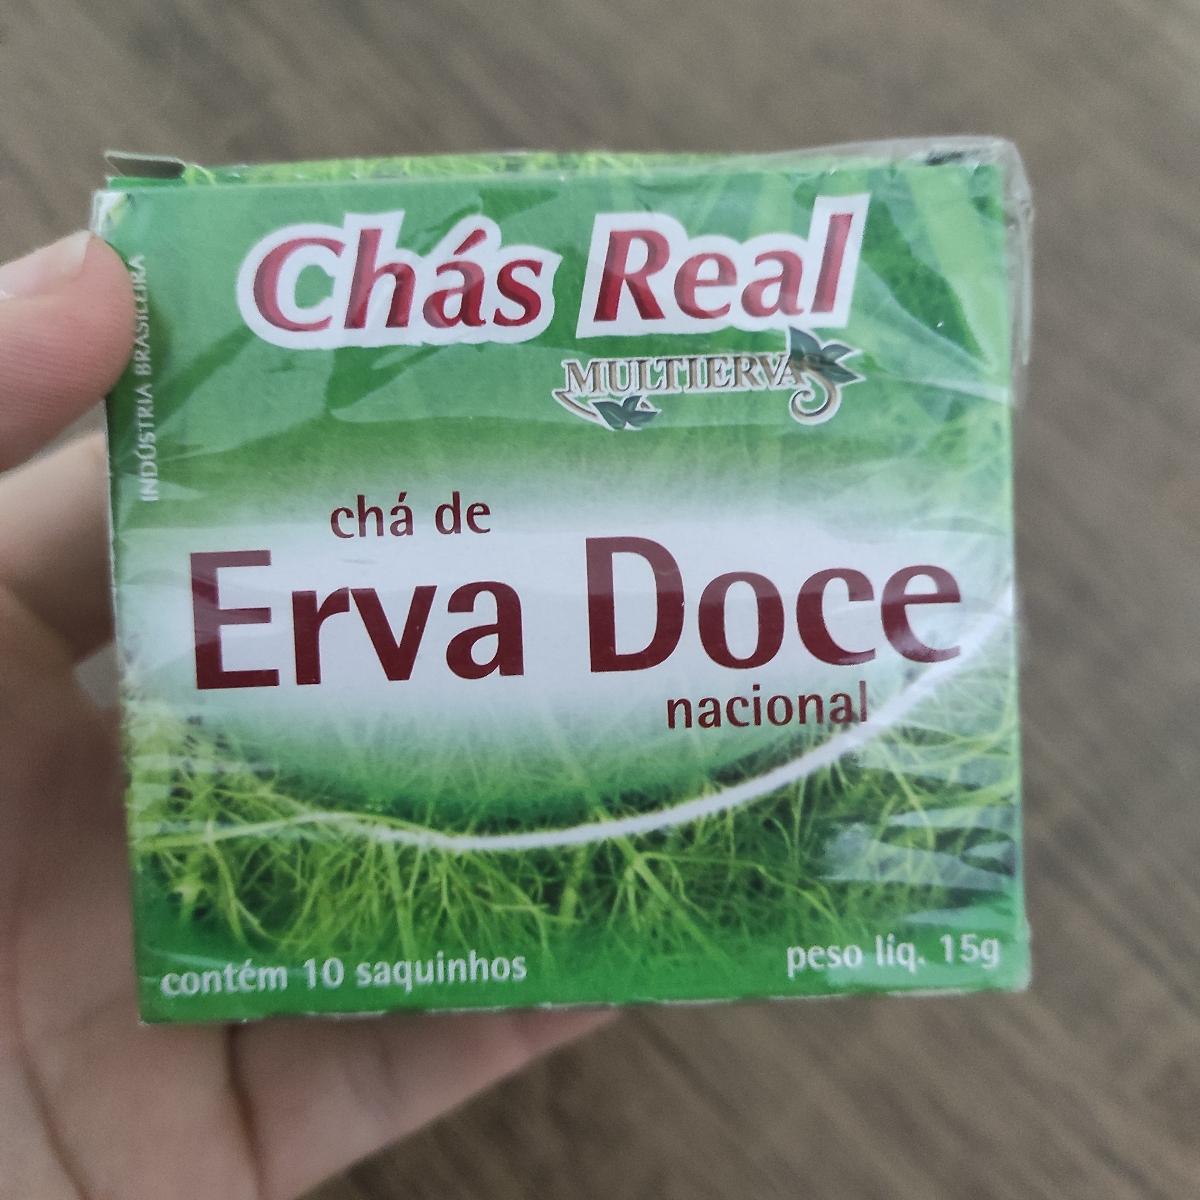 Chás Real
MULTIERVAS
INDÚSTRIA BRASILEIRA
chá de
Erva Doce
nacional
contém 10 saquinhos
peso líq. 15g